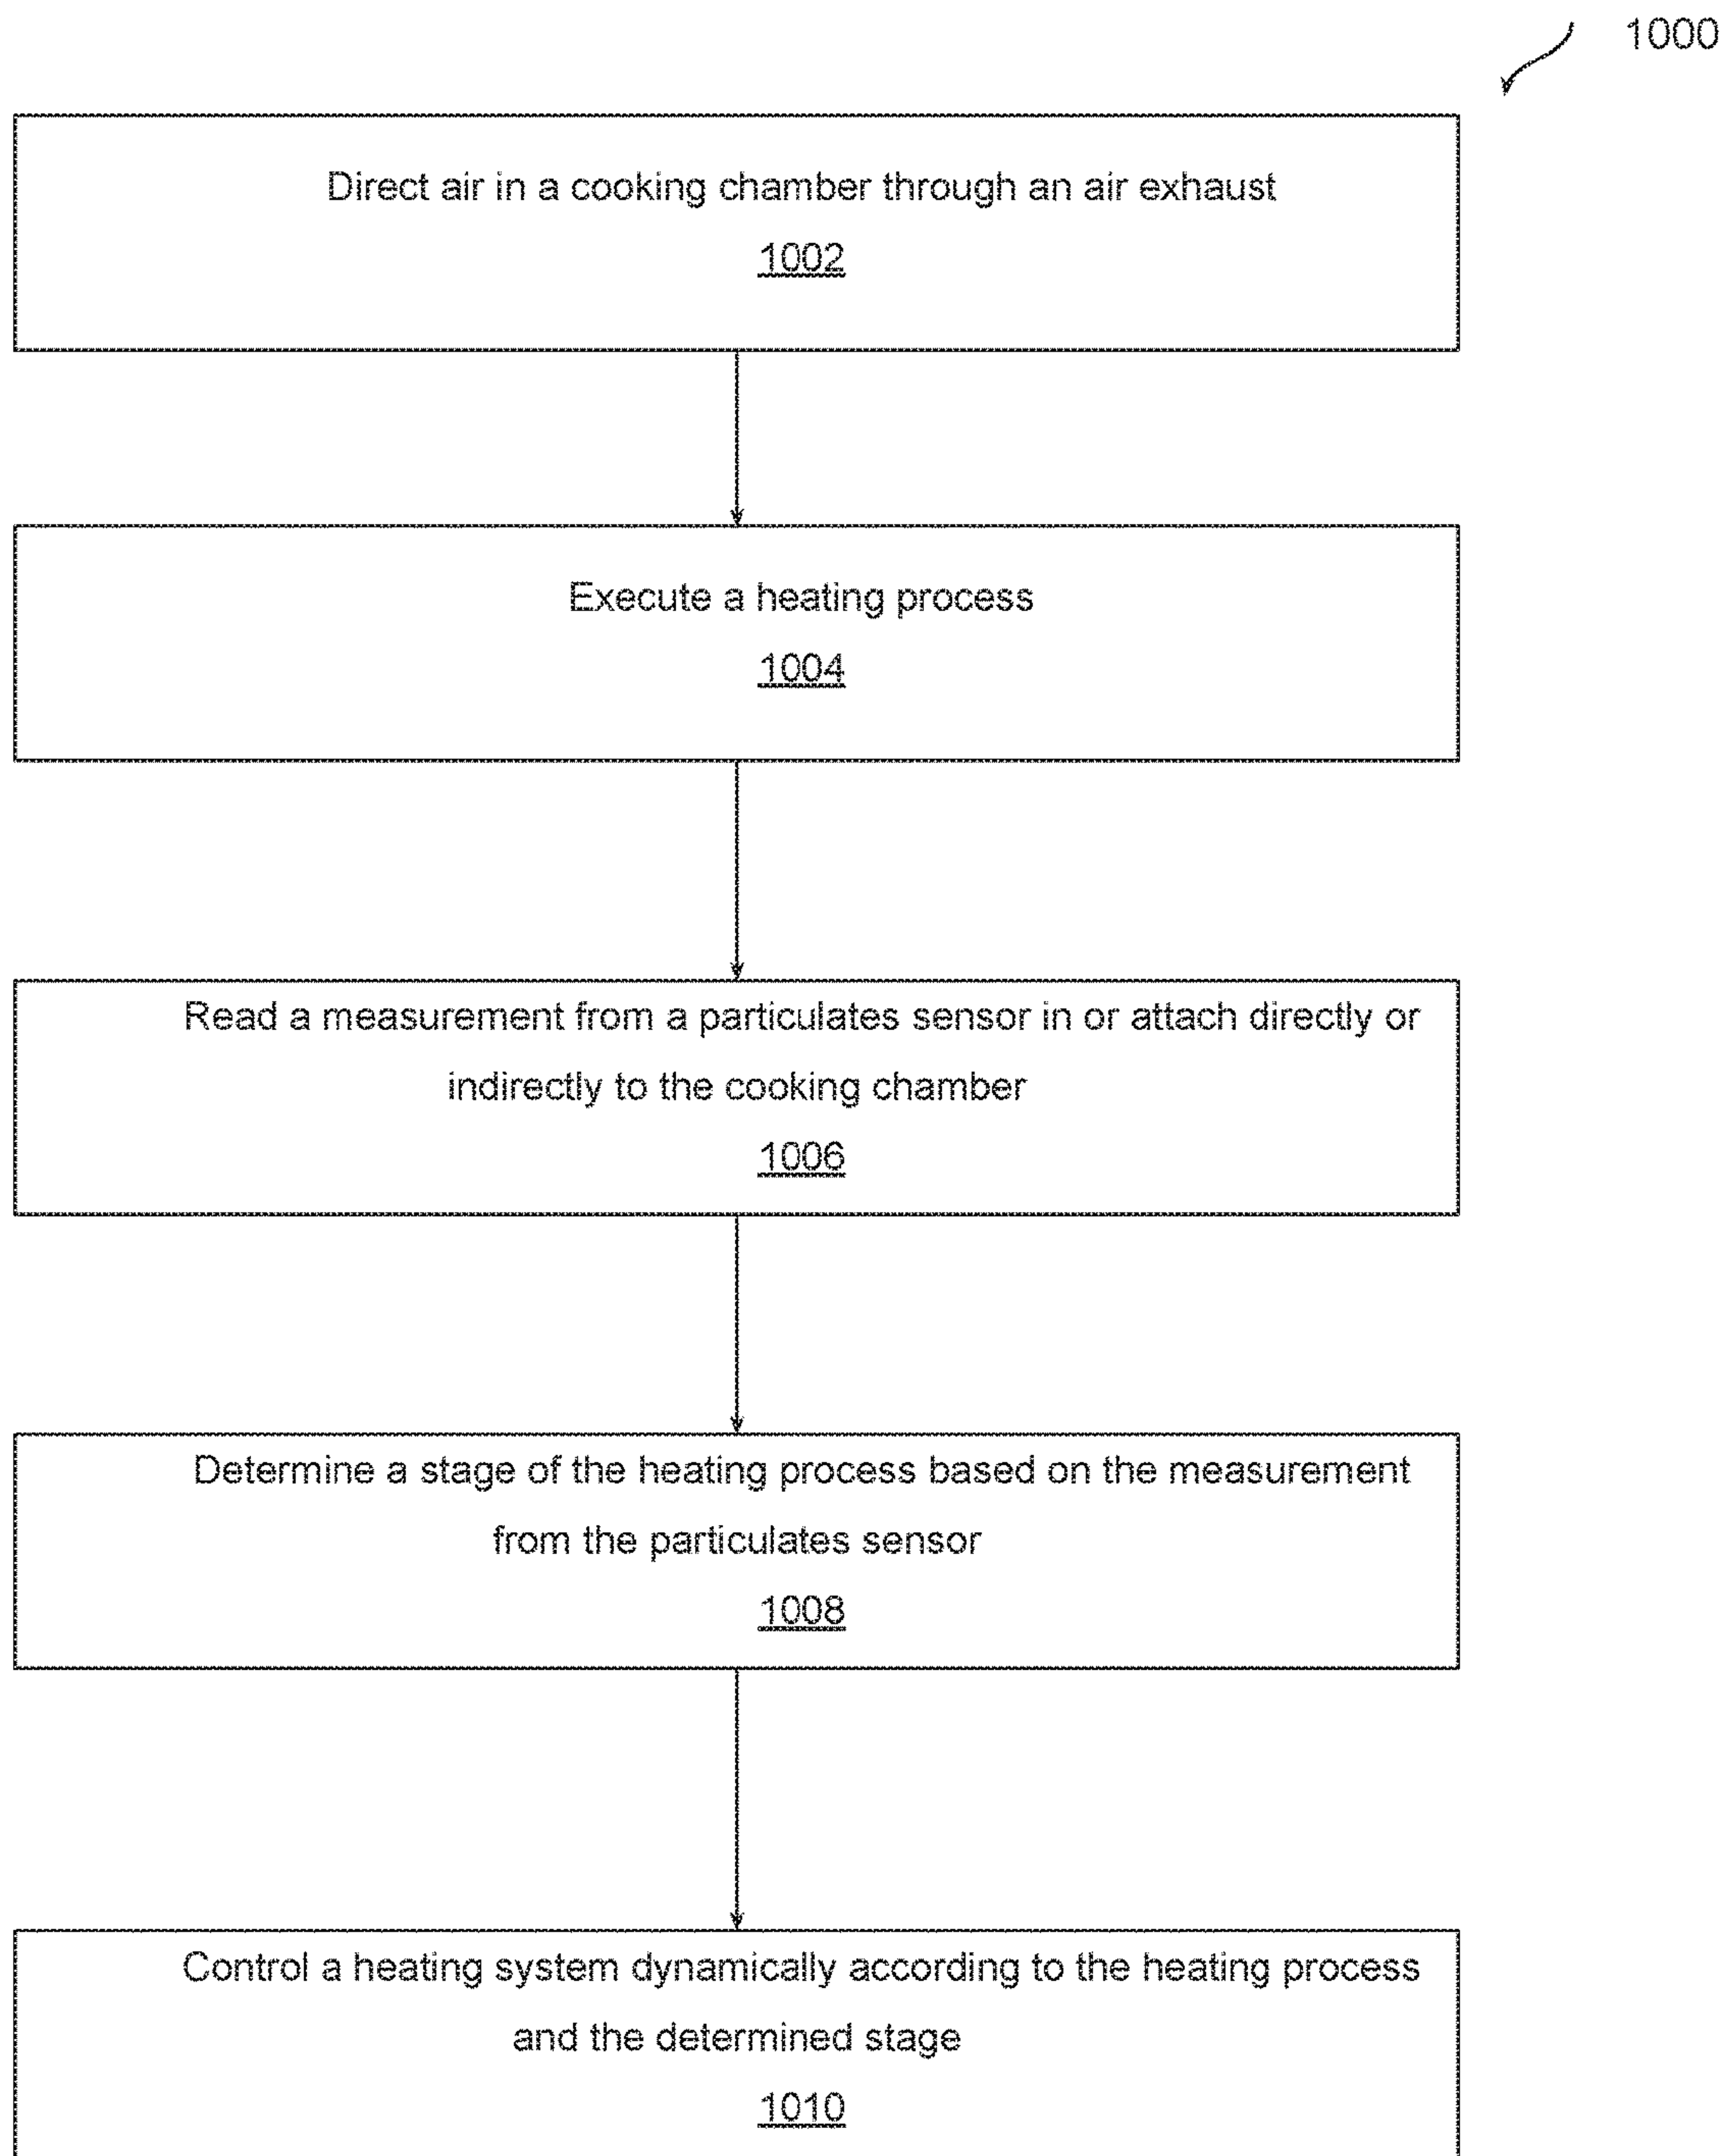 1000
Direct air in a cooking chamber through an air exhaust
1002
Execute a heating process
1004
Read a measurement from a particulates sensor in or attach directly or
indirectly to the cooking chamber
1006
Determine a stage of the heating process based on the measurement
from the particulates sensor
1008
Control a heating system dynamically according to the heating process
and the determined stage
1010